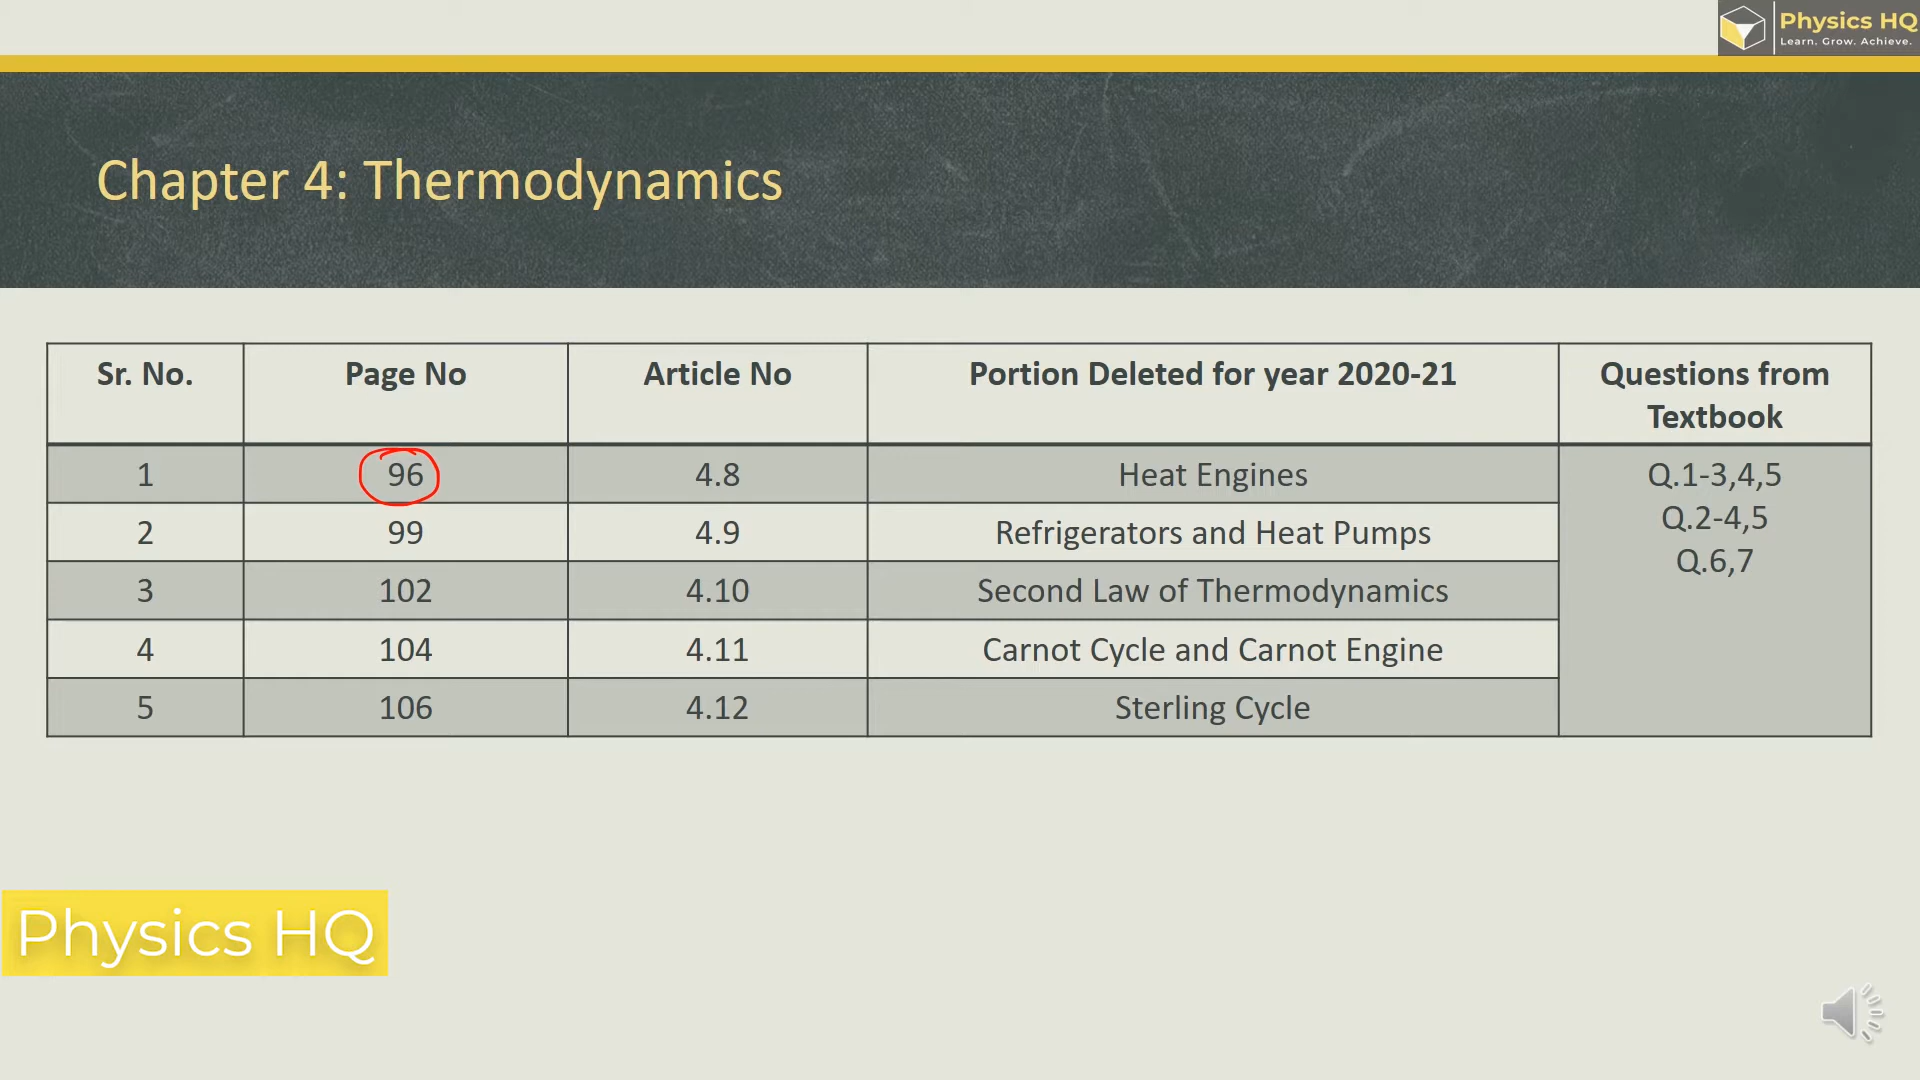 Physics HQ
Learn. Grow. Achieve.
Chapter 4: Thermodynamics
Sr. No. Page No Article No Portion Deleted for year 2020-21 Questions from
Textbook
1 96 4.8 Heat Engines Q.1-3,4,5
Q.2-4,5
2 99 4.9 Refrigerators and Heat Pumps
Q.6,7
3 102 4.10 Second Law of Thermodynamics
4 104 4.11 Carnot Cycle and Carnot Engine
5 106 4.12 Sterling Cycle
Physics HQ